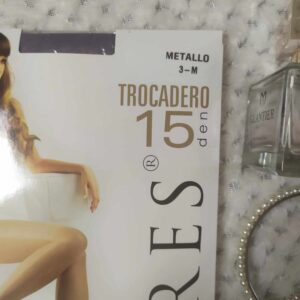 METALLO
3-M
TROCADERO
15 den
RES®
M